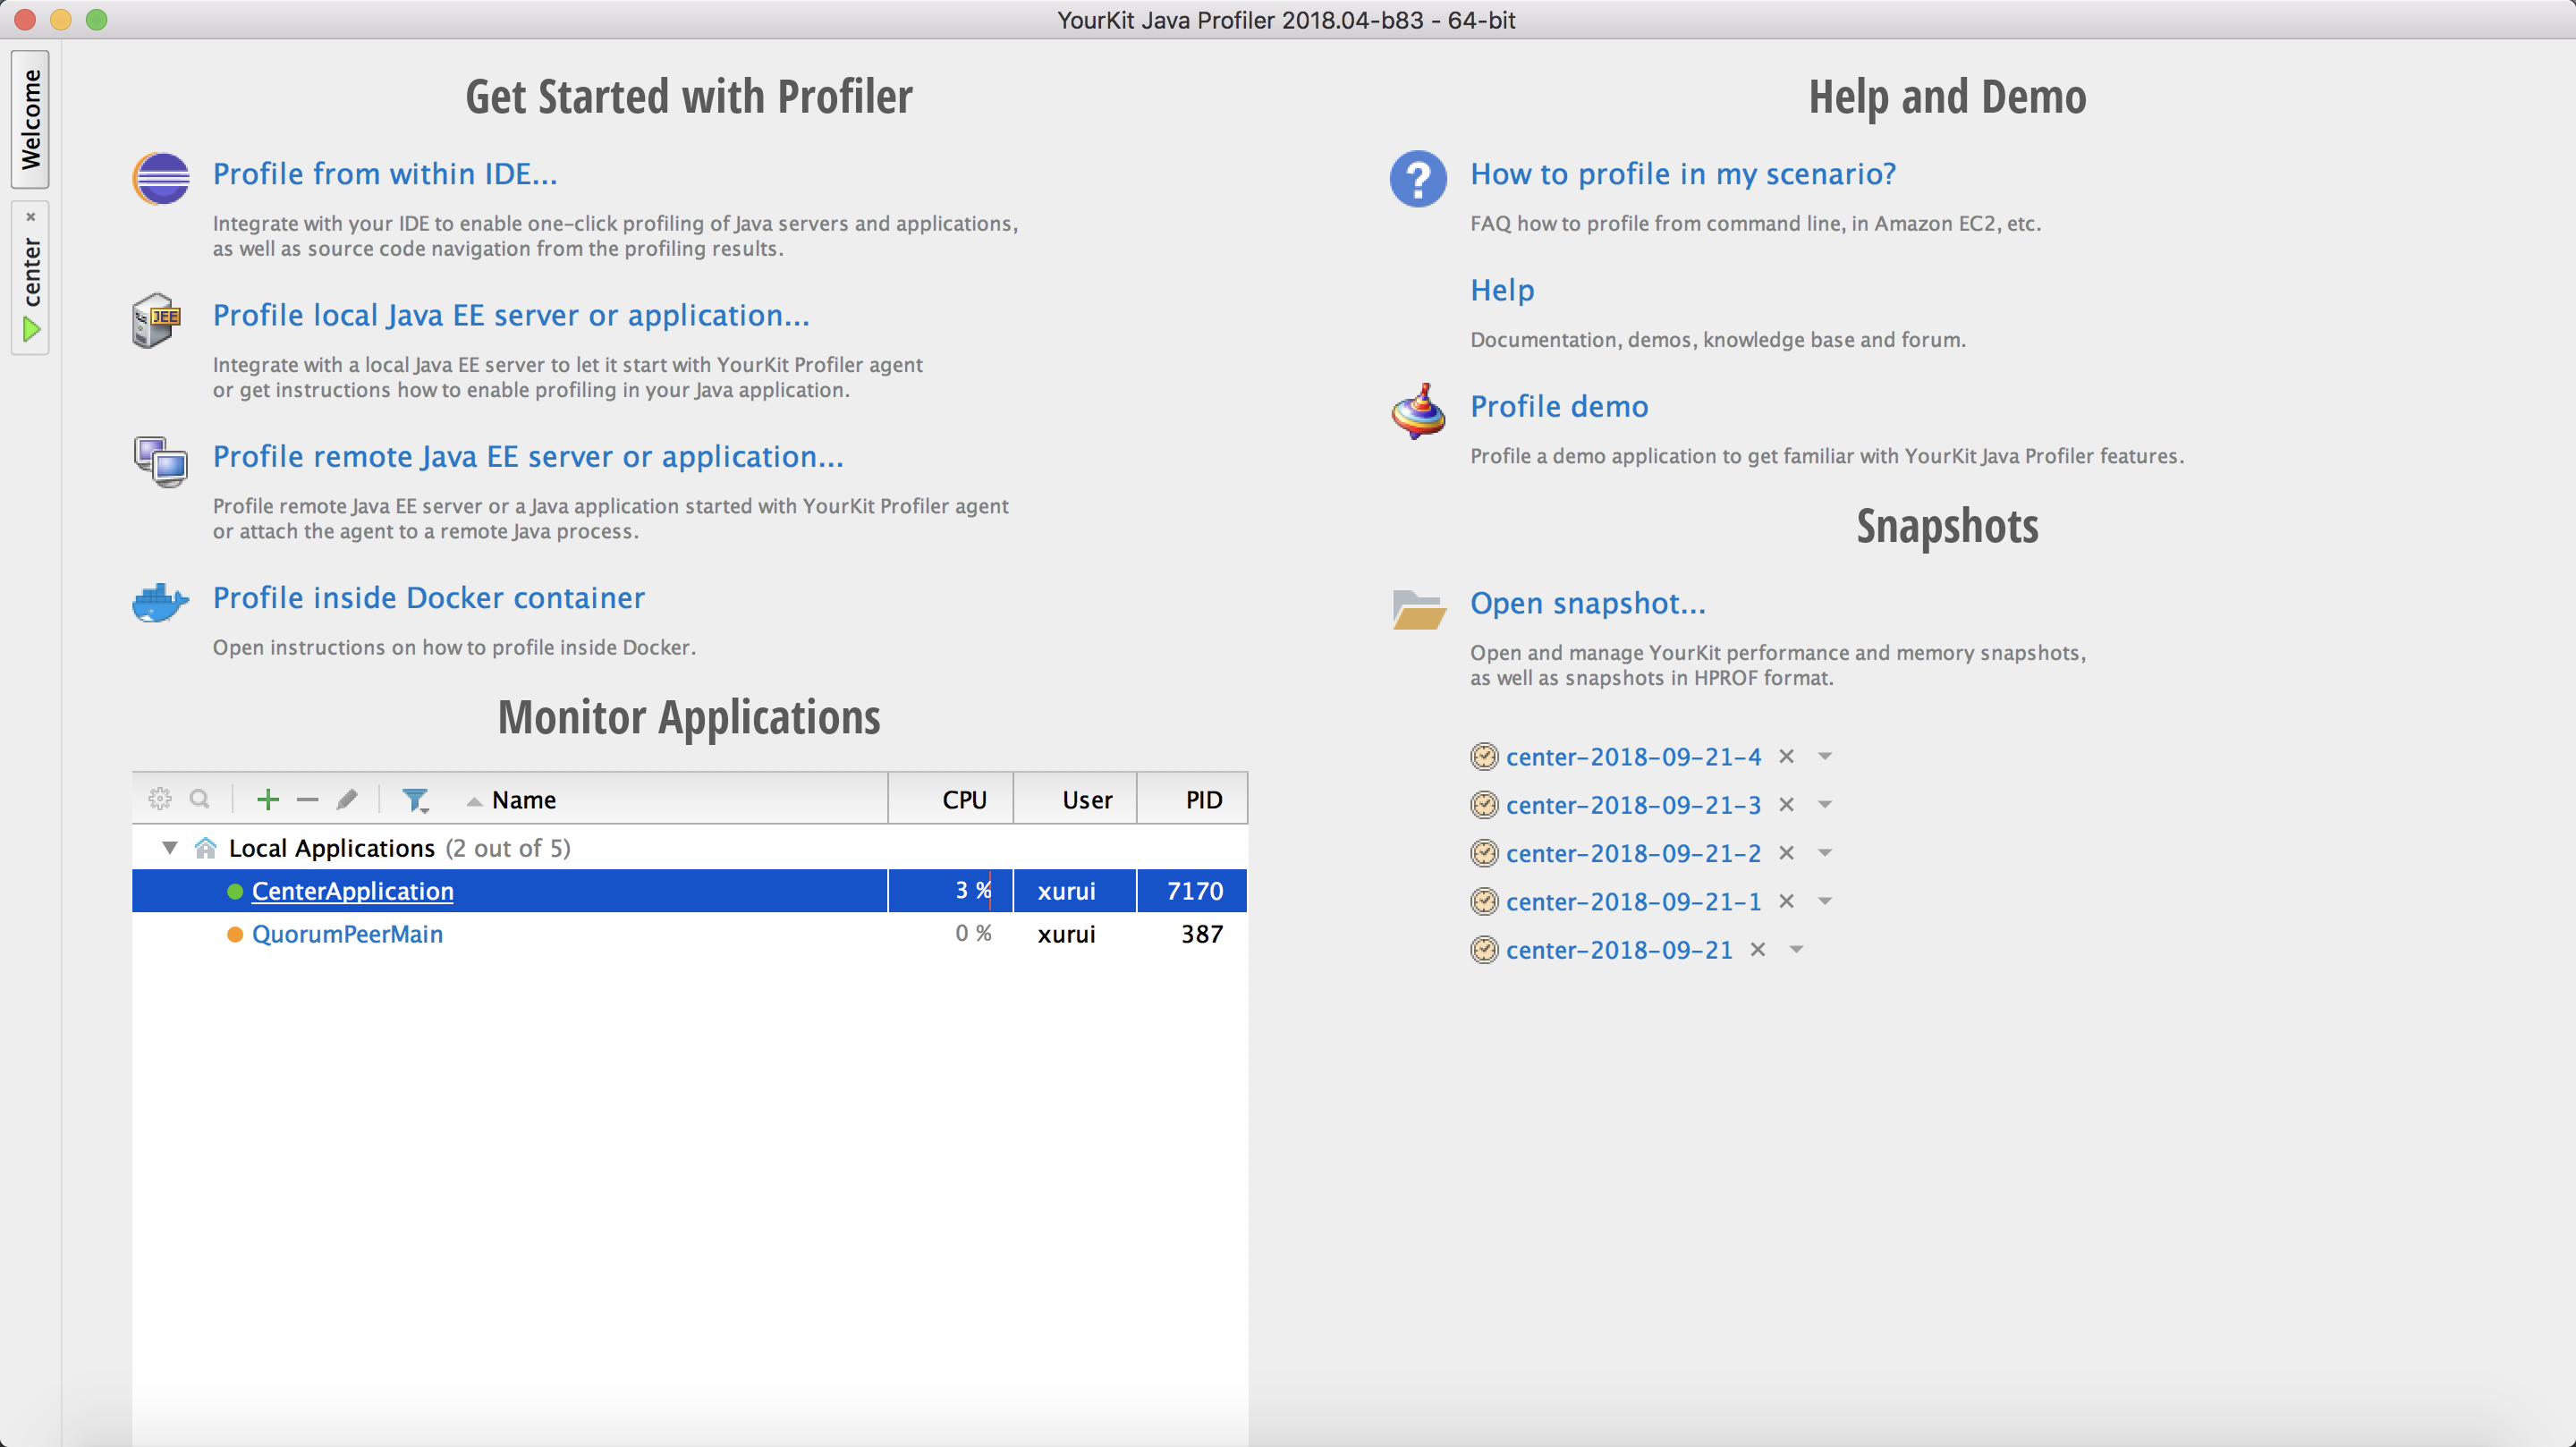 YourKit Java Profiler 2018.04-b83 - 64-bit
Welcome
center
Get Started with Profiler
Profile from within IDE...
Integrate with your IDE to enable one-click profiling of Java servers and applications,
as well as source code navigation from the profiling results.
JEE
Profile local Java EE server or application...
Integrate with a local Java EE server to let it start with YourKit Profiler agent
or get instructions how to enable profiling in your Java application.
Profile remote Java EE server or application...
Profile remote Java EE server or a Java application started with YourKit Profiler agent
or attach the agent to a remote Java process.
Profile inside Docker container
Open instructions on how to profile inside Docker.
Monitor Applications
Name CPU User PID
Local Applications (2 out of 5)
CenterApplication 3 % xurui 7170
QuorumPeerMain 0 % xurui 387
Help and Demo
How to profile in my scenario?
FAQ how to profile from command line, in Amazon EC2, etc.
Help
Documentation, demos, knowledge base and forum.
Profile demo
Profile a demo application to get familiar with YourKit Java Profiler features.
Snapshots
Open snapshot...
Open and manage YourKit performance and memory snapshots,
as well as snapshots in HPROF format.
center-2018-09-21-4
center-2018-09-21-3
center-2018-09-21-2
center-2018-09-21-1
center-2018-09-21